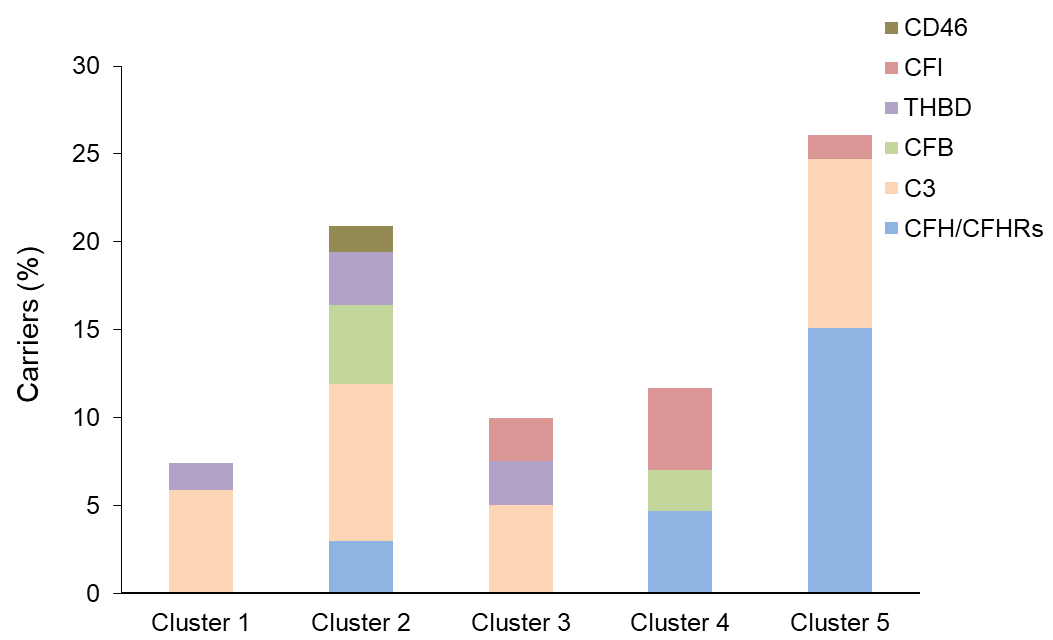 CD46
CFI
THBD
CFB
C3
CFH/CFHRs
Carriers (%)
30
25
20
15
10
5
0
Cluster 1
Cluster 2
Cluster 3
Cluster 4
Cluster 5